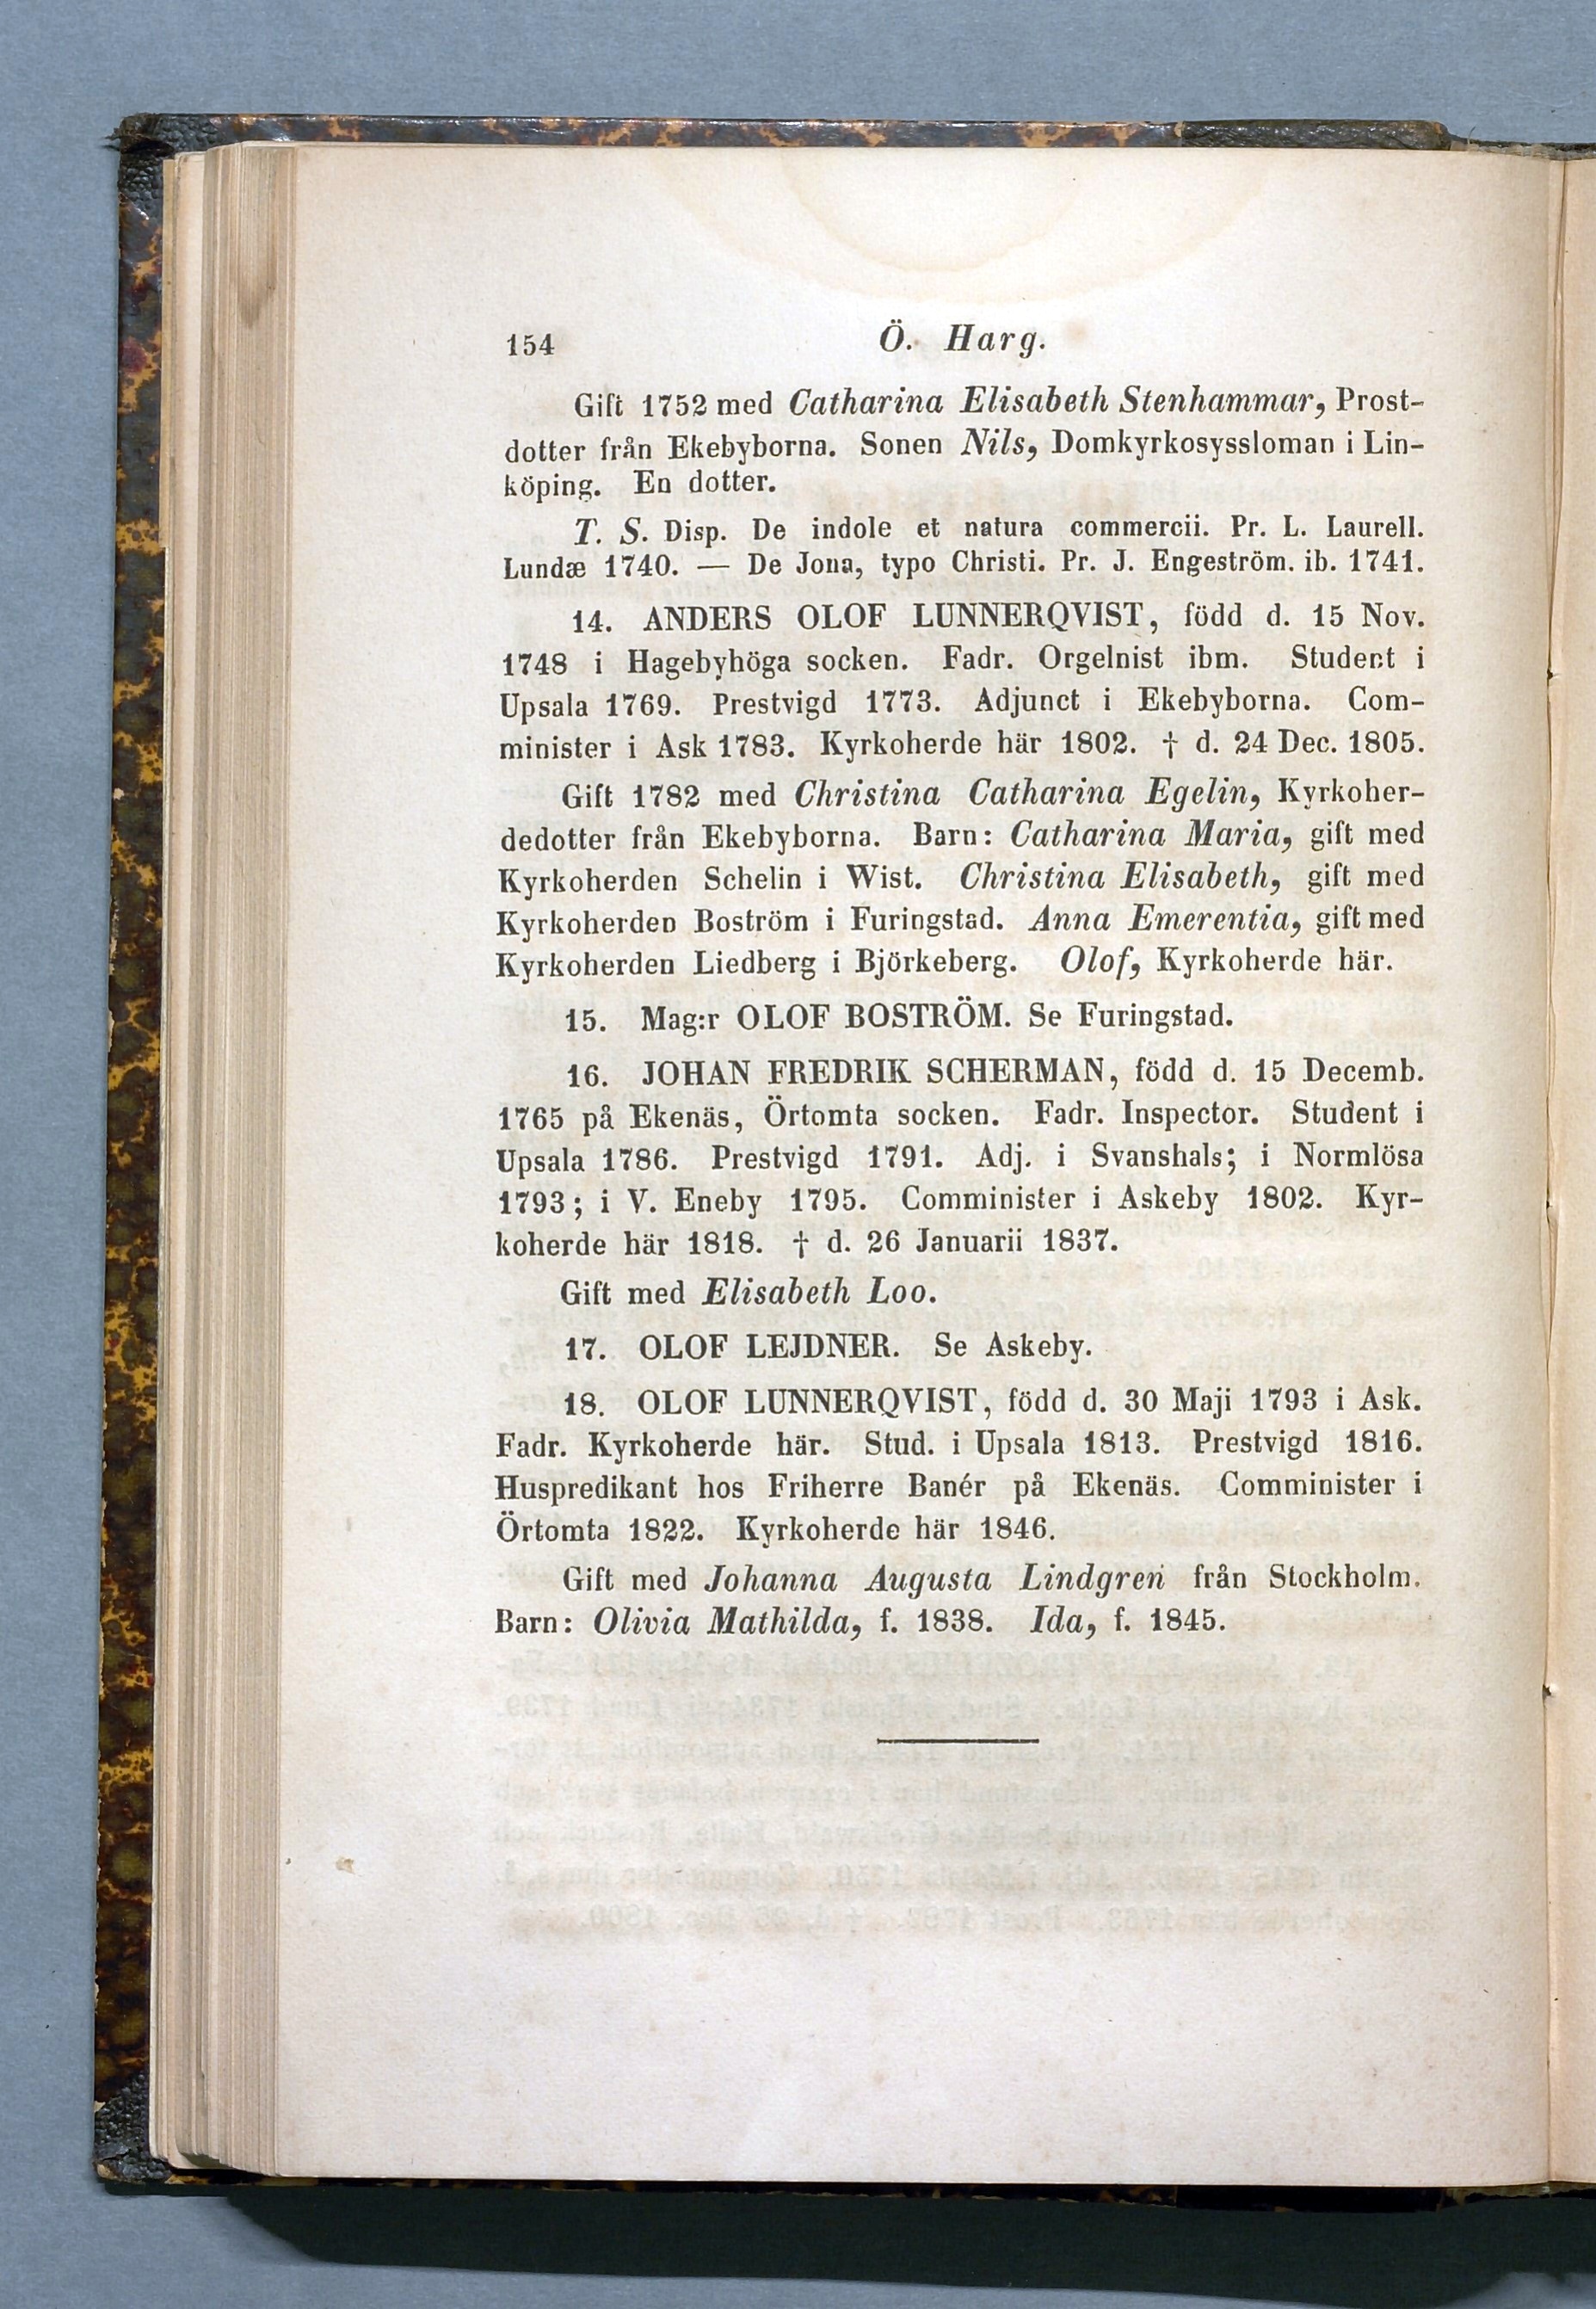 154 Ö. Harg.
Gift 1752 med Catharina Elisabeth Stenhammar, Prost-
dotter från Ekebyborna. Sonen Nils, Domkyrkosyssloman i Lin-
köping. En dotter.
T. S. Disp. De indole et natura commercii. Pr. L. Laurell.
Lundæ 1740. — De Jona, typo Christi. Pr. J. Engeström. ib. 1741.
14. ANDERS OLOF LUNNERQVIST, född d. 15 Nov.
1748 i Hagebyhöga socken. Fadr. Orgelnist ibm. Student i
Upsala 1769. Prestvigd 1773. Adjunct i Ekebyborna. Com-
minister i Ask 1783. Kyrkoherde här 1802. † d. 24 Dec. 1805.
Gift 1782 med Christina Catharina Egelin, Kyrkoher-
dedotter från Ekebyborna. Barn: Catharina Maria, gift med
Kyrkoherden Schelin i Wist. Christina Elisabeth, gift med
Kyrkoherden Boström i Furingstad. Anna Emerentia, gift med
Kyrkoherden Liedberg i Björkeberg. Olof, Kyrkoherde här.
15. Mag:r OLOF BOSTRÖM. Se Furingstad.
16. JOHAN FREDRIK SCHERMAN, född d. 15 Decemb.
1765 på Ekenäs, Örtomta socken. Fadr. Inspector. Student i
Upsala 1786. Prestvigd 1791. Adj. i Svanshals; i Normlösa
1793; i V. Eneby 1795. Comminister i Askeby 1802. Kyr-
koherde här 1818. † d. 26 Januarii 1837.
Gift med Elisabeth Loo.
17. OLOF LEJDNER. Se Askeby.
18. OLOF LUNNERQVIST, född d. 30 Maji 1793 i Ask.
Fadr. Kyrkoherde här. Stud. i Upsala 1813. Prestvigd 1816.
Huspredikant hos Friherre Banér på Ekenäs. Comminister i
Örtomta 1822. Kyrkoherde här 1846.
Gift med Johanna Augusta Lindgren från Stockholm.
Barn: Olivia Mathilda, f. 1838. Ida, f. 1845.